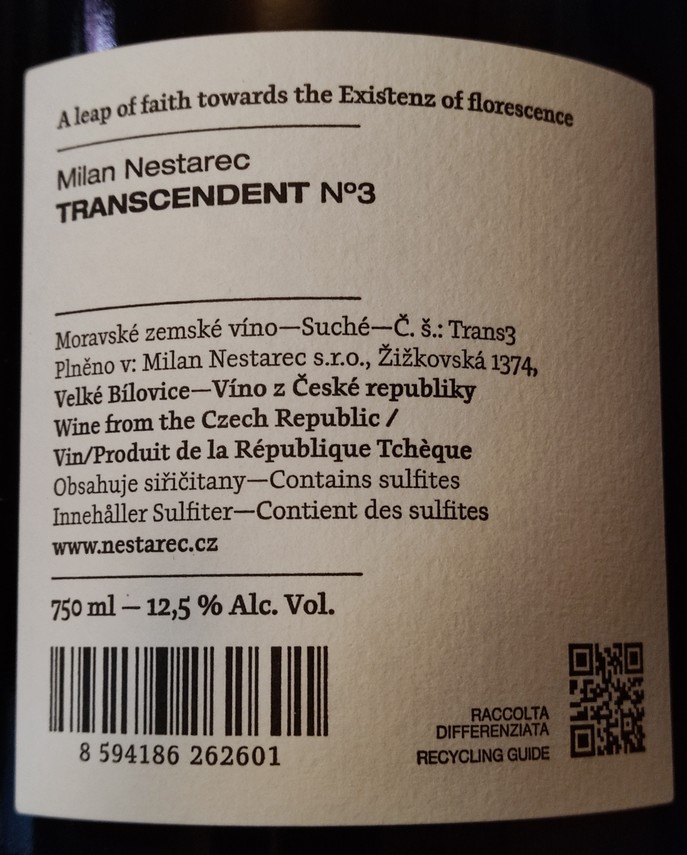 A leap of faith towards the Existenz of florescence
Milan Nestarec
TRANSCENDENT Nº3
Moravské zemské víno—Suché—Č. š.: Trans3
Plněno v: Milan Nestarec s.r.o., Žižkovská 1374,
Velké Bílovice—Víno z České republiky
Wine from the Czech Republic /
Vin/Produit de la République Tchèque
Obsahuje siřičitany—Contains sulfites
Innehåller Sulfiter—Contient des sulfites
www.nestarec.cz
750 ml – 12,5 % Alc. Vol.
8 594186 262601
RACCOLTA
DIFFERENZIATA
RECYCLING GUIDE